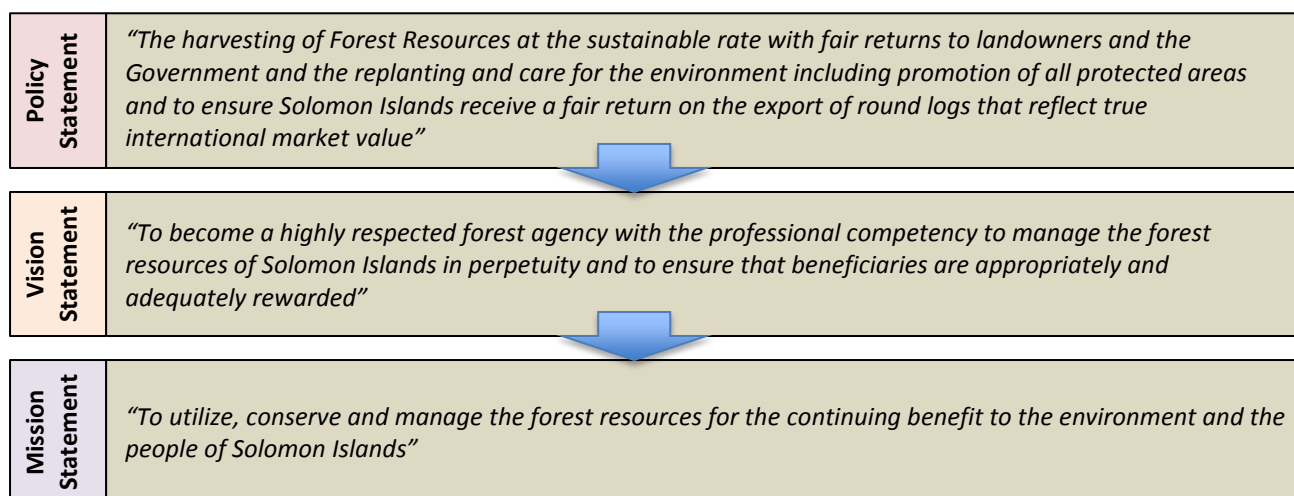 Policy
Statement
“The harvesting of Forest Resources at the sustainable rate with fair returns to landowners and the
Government and the replanting and care for the environment including promotion of all protected areas
and to ensure Solomon Islands receive a fair return on the export of round logs that reflect true
international market value”
Vision
Statement
“To become a highly respected forest agency with the professional competency to manage the forest
resources of Solomon Islands in perpetuity and to ensure that beneficiaries are appropriately and
adequately rewarded”
Mission
Statement
“To utilize, conserve and manage the forest resources for the continuing benefit to the environment and the
people of Solomon Islands”